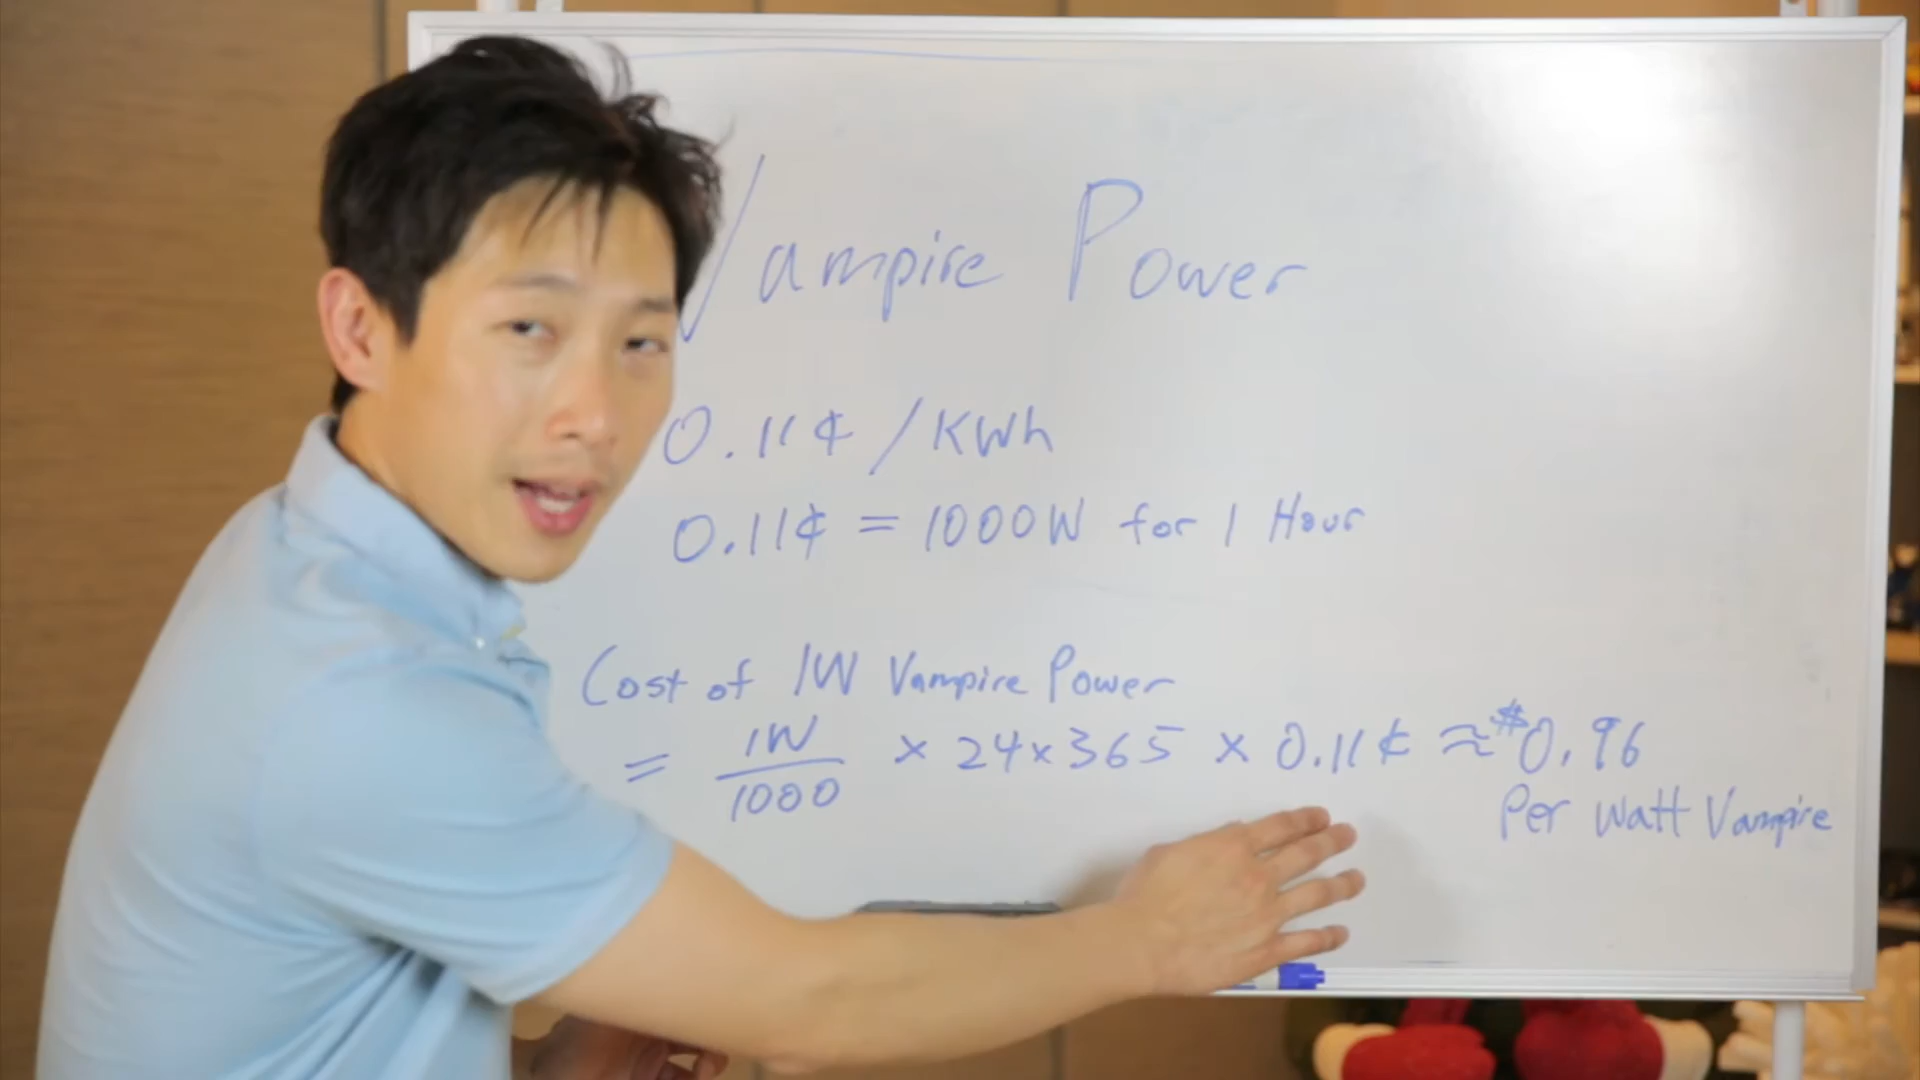 Vampire Power
0.11¢/KWh
0.11¢ = 1000W for 1 Hour
Cost of 1W Vampire Power
= 1W/1000 × 24×365 × 0.11¢ ≈ $0.96
Per Watt Vampire